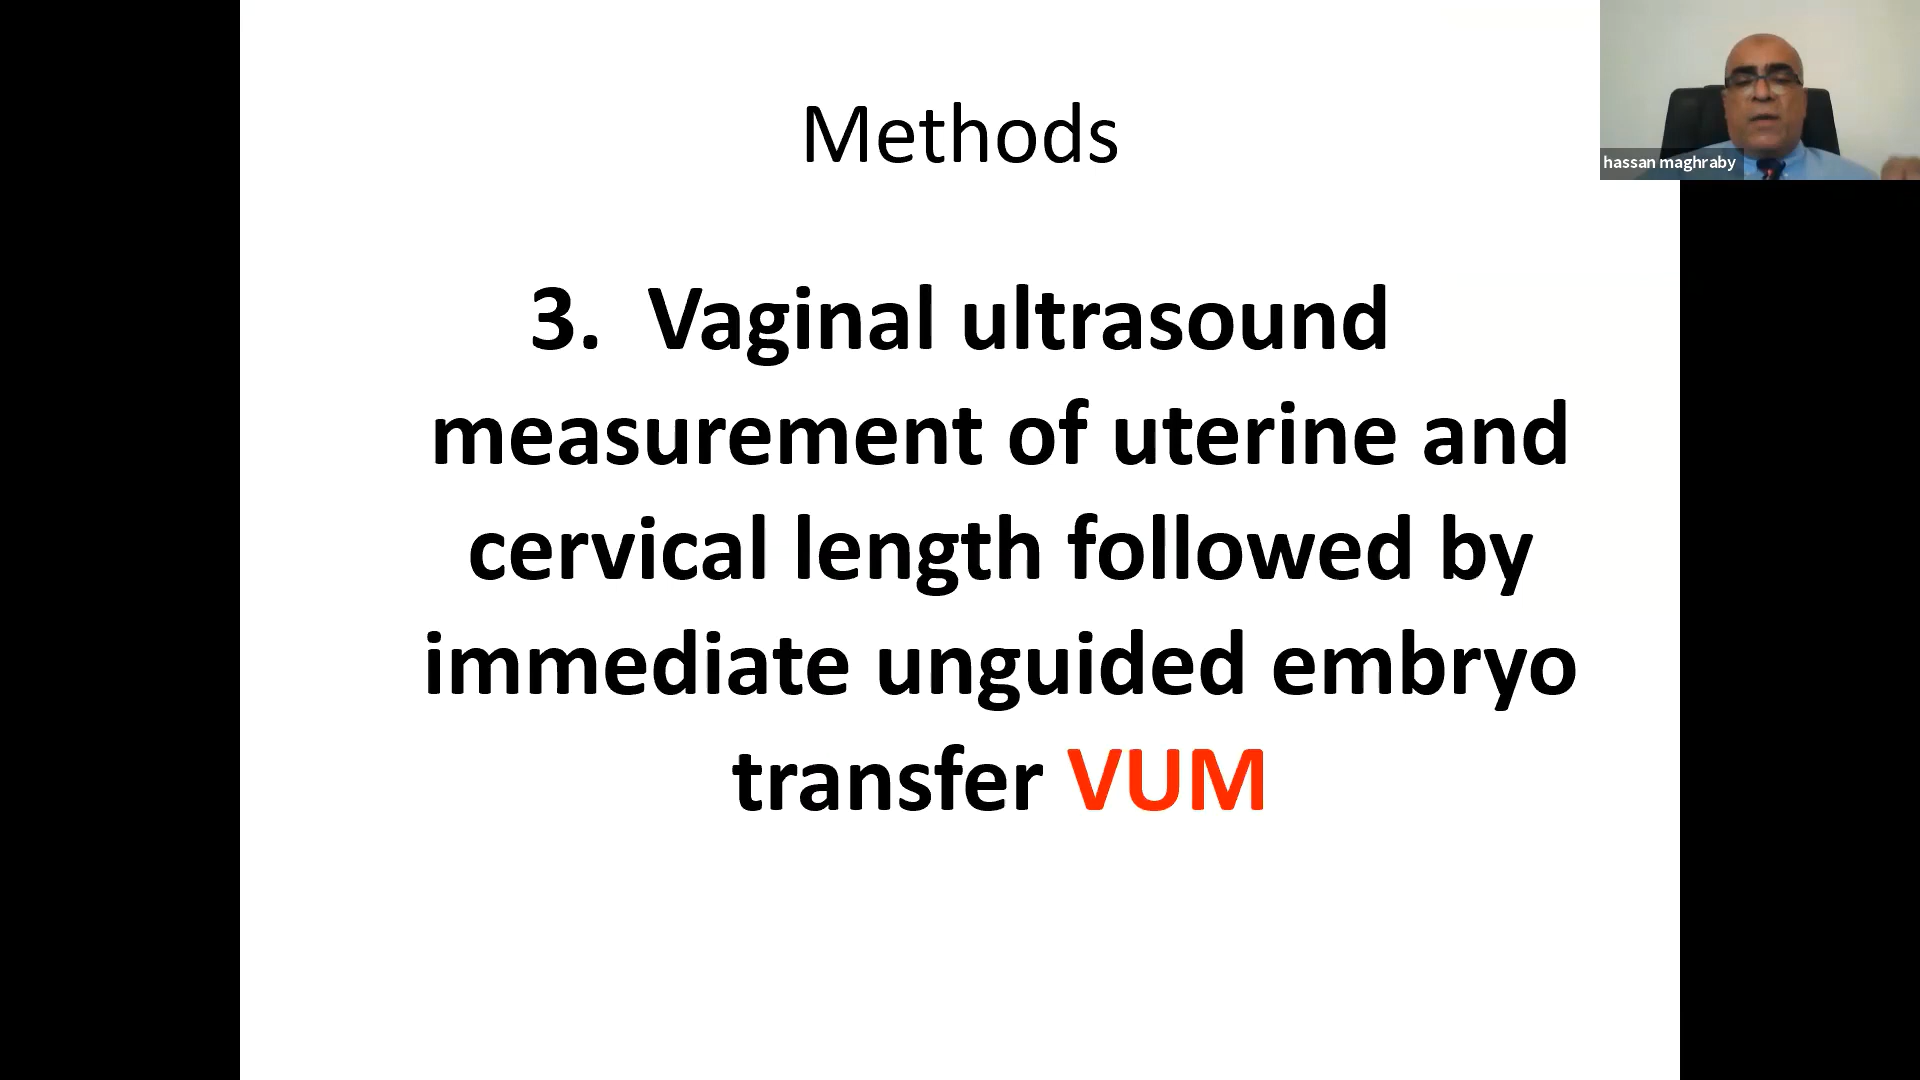 Methods
hassan maghraby
3. Vaginal ultrasound
measurement of uterine and
cervical length followed by
immediate unguided embryo
transfer VUM